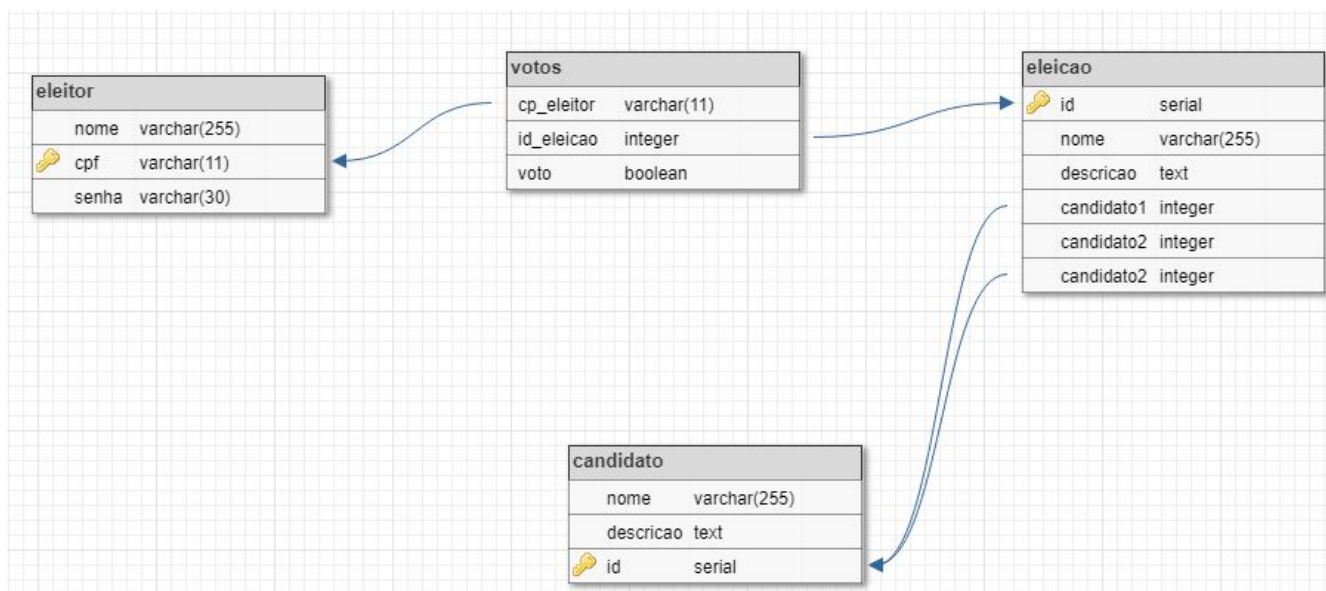 eleitor
nome varchar(255)
cpf varchar(11)
senha varchar(30)
votos
cp_eleitor varchar(11)
id_eleicao integer
voto boolean
eleicao
id serial
nome varchar(255)
descricao text
candidato1 integer
candidato2 integer
candidato2 integer
candidato
nome varchar(255)
descricao text
id serial